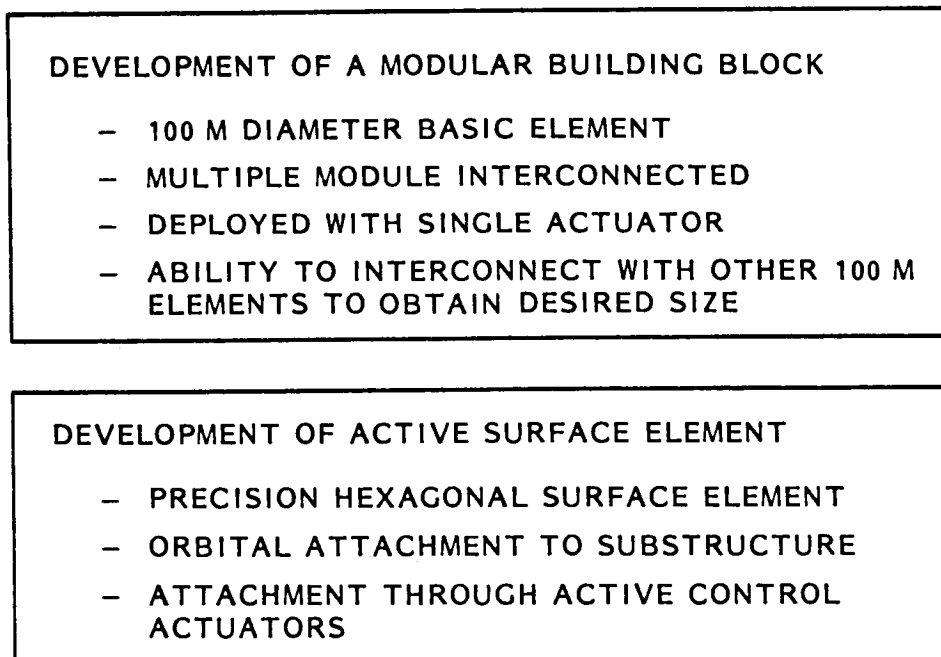 DEVELOPMENT OF A MODULAR BUILDING BLOCK
– 100 M DIAMETER BASIC ELEMENT
– MULTIPLE MODULE INTERCONNECTED
– DEPLOYED WITH SINGLE ACTUATOR
– ABILITY TO INTERCONNECT WITH OTHER 100 M
ELEMENTS TO OBTAIN DESIRED SIZE
DEVELOPMENT OF ACTIVE SURFACE ELEMENT
– PRECISION HEXAGONAL SURFACE ELEMENT
– ORBITAL ATTACHMENT TO SUBSTRUCTURE
– ATTACHMENT THROUGH ACTIVE CONTROL
ACTUATORS